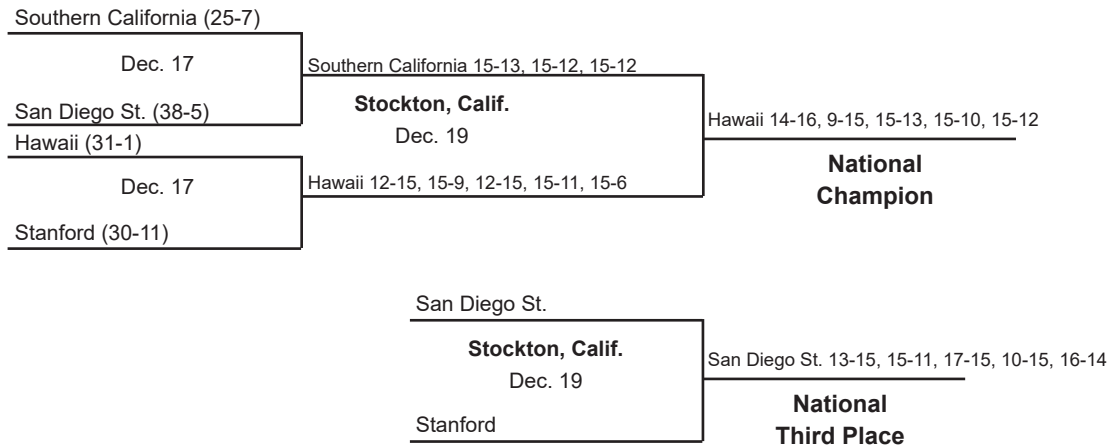 Southern California (25-7)
Dec. 17
Southern California 15-13, 15-12, 15-12
San Diego St. (38-5)
Stockton, Calif.
Dec. 19
Hawaii 14-16, 9-15, 15-13, 15-10, 15-12
Hawaii (31-1)
National
Champion
Dec. 17
Hawaii 12-15, 15-9, 12-15, 15-11, 15-6
Stanford (30-11)
San Diego St.
Stockton, Calif.
Dec. 19
San Diego St. 13-15, 15-11, 17-15, 10-15, 16-14
Stanford
National
Third Place